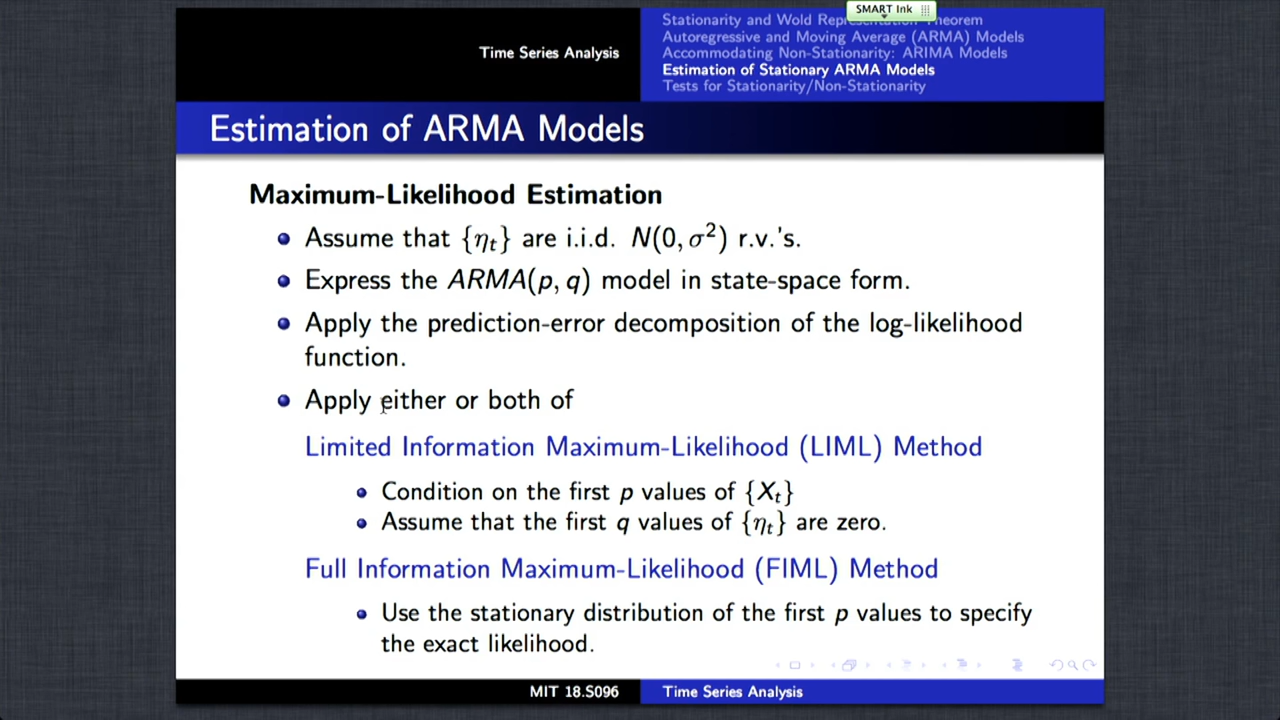 SMART Ink
Stationarity and Wold Representation Theorem
Autoregressive and Moving Average (ARMA) Models
Accommodating Non-Stationarity: ARIMA Models
Estimation of Stationary ARMA Models
Tests for Stationarity/Non-Stationarity
Time Series Analysis
Estimation of ARMA Models
Maximum-Likelihood Estimation
Assume that {ηₜ} are i.i.d. N(0, σ²) r.v.'s.
Express the ARMA(p, q) model in state-space form.
Apply the prediction-error decomposition of the log-likelihood
function.
Apply either or both of
Limited Information Maximum-Likelihood (LIML) Method
Condition on the first p values of {Xₜ}
Assume that the first q values of {ηₜ} are zero.
Full Information Maximum-Likelihood (FIML) Method
Use the stationary distribution of the first p values to specify
the exact likelihood.
MIT 18.S096
Time Series Analysis